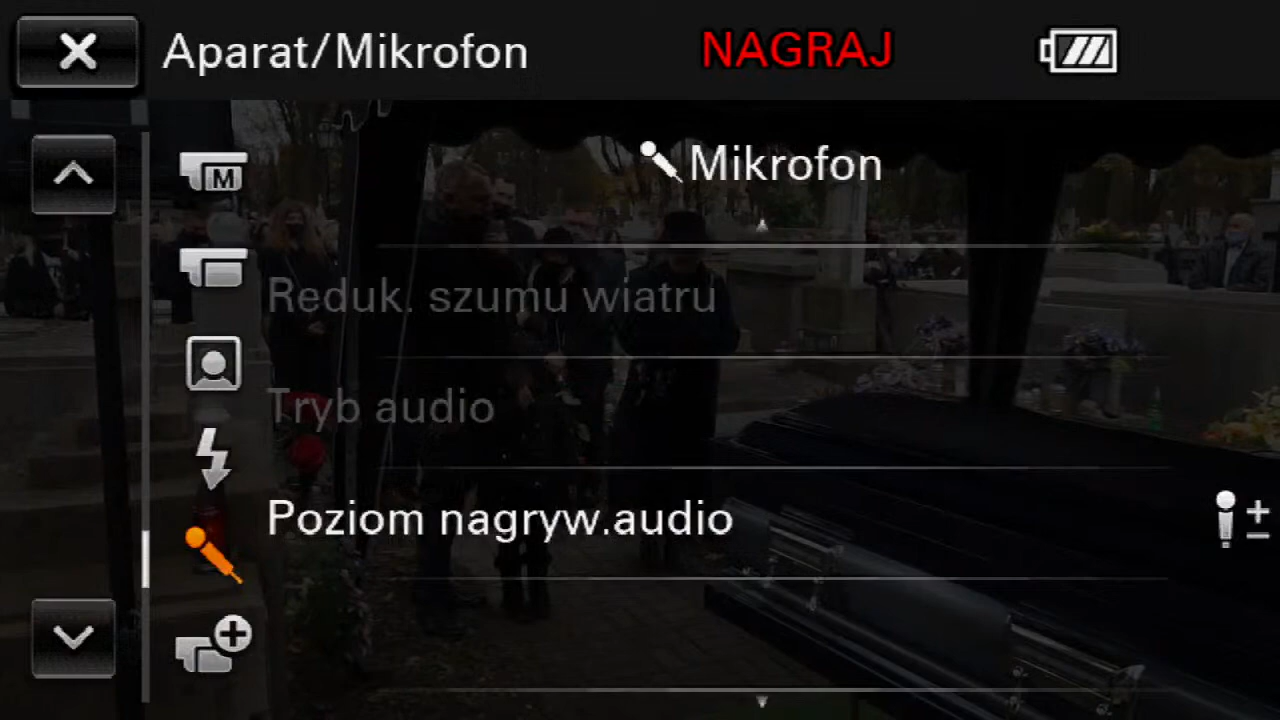 Aparat/Mikrofon
NAGRAJ
M
Mikrofon
Reduk. szumu wiatru
Tryb audio
Poziom nagryw.audio